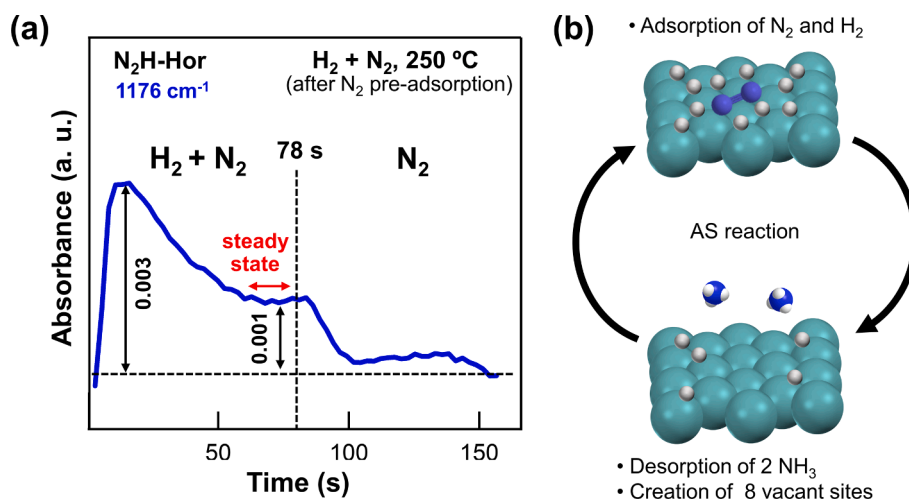 (a)
N₂H-Hor
1176 cm⁻¹
H₂ + N₂, 250 ºC
(after N₂ pre-adsorption)
H₂ + N₂
78 s
N₂
steady
state
0.003
0.001
Absorbance (a. u.)
50
100
150
Time (s)
(b)
• Adsorption of N₂ and H₂
AS reaction
• Desorption of 2 NH₃
• Creation of 8 vacant sites